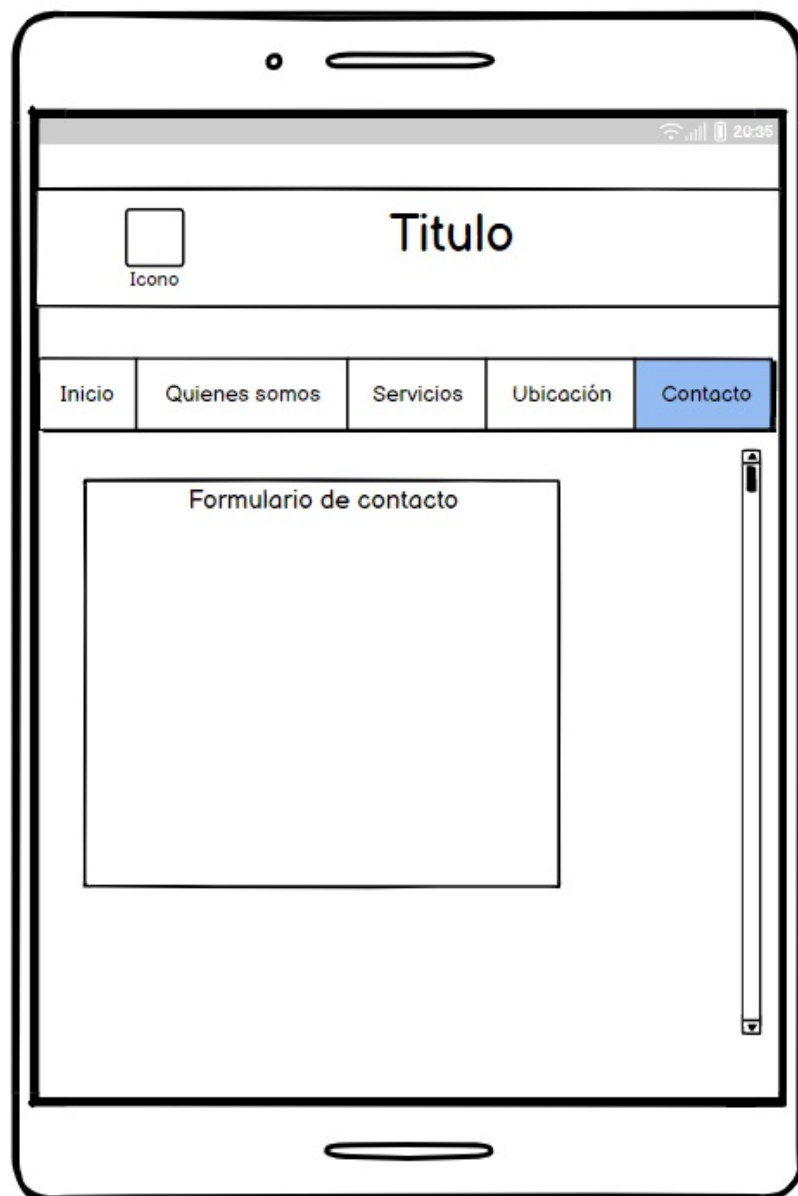 20:35
Titulo
Icono
Inicio Quienes somos Servicios Ubicación Contacto
Formulario de contacto